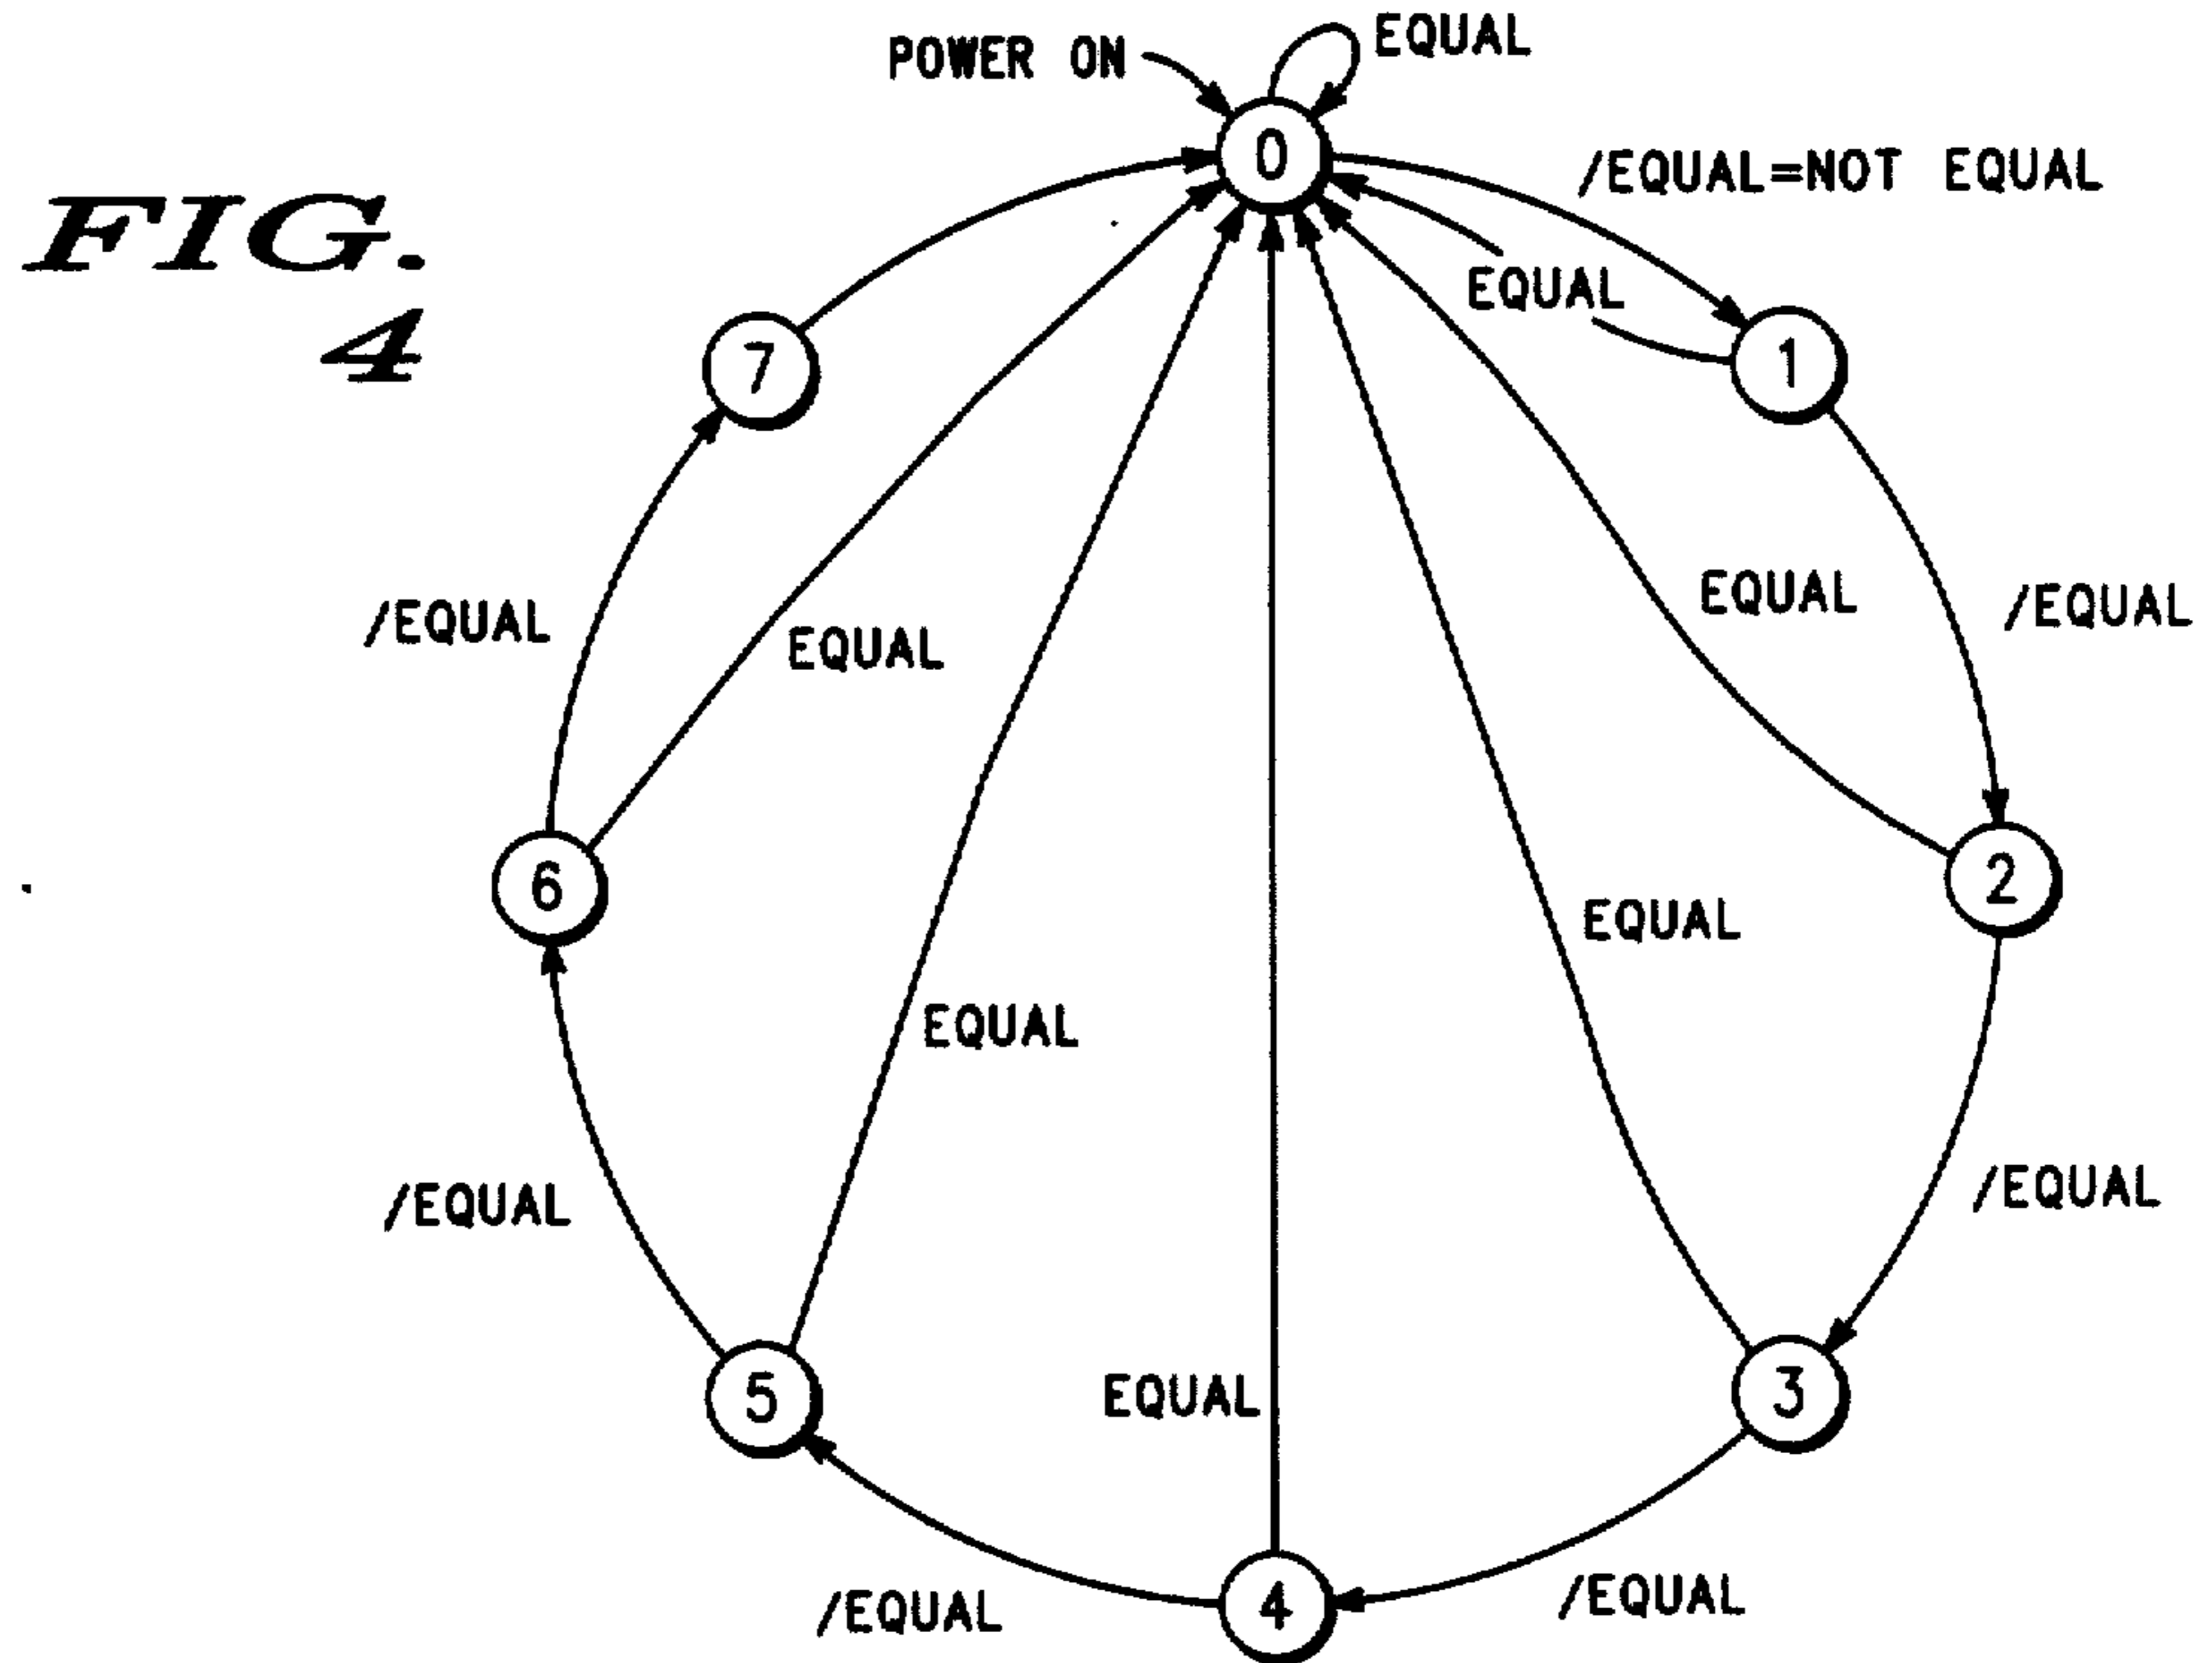 FIG.
4
POWER ON
EQUAL
0
/EQUAL=NOT EQUAL
EQUAL
7
1
EQUAL
/EQUAL
/EQUAL
EQUAL
6
2
EQUAL
EQUAL
/EQUAL
/EQUAL
5
EQUAL
3
/EQUAL
4
/EQUAL